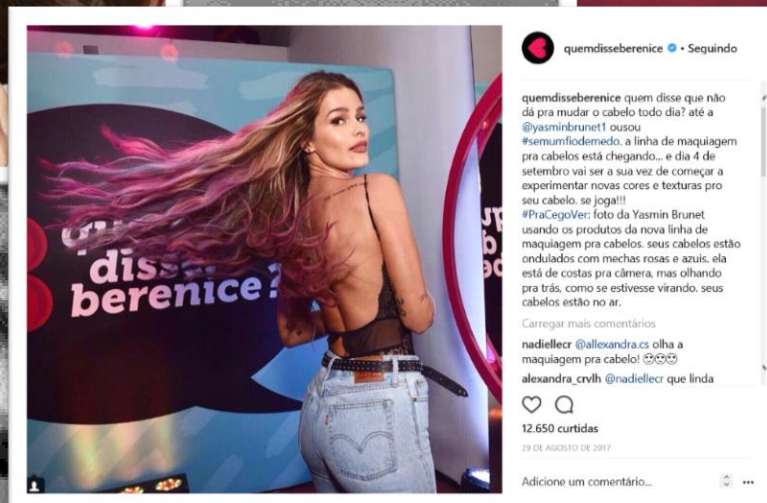 disse
berenice?
quemdisseberenice • Seguindo
quemdisseberenice quem disse que não
dá pra mudar o cabelo todo dia? até a
@yasminbrunet1 ousou
#semumfiodemedo. a linha de maquiagem
pra cabelos está chegando... e dia 4 de
setembro vai ser a sua vez de começar a
experimentar novas cores e texturas pro
seu cabelo. se joga!!!
#PraCegoVer: foto da Yasmin Brunet
usando os produtos da nova linha de
maquiagem pra cabelos. seus cabelos estão
ondulados com mechas rosas e azuis. ela
está de costas pra câmera, mas olhando
pra trás, como se estivesse virando. seus
cabelos estão no ar.
Carregar mais comentários
nadiellecr @allexandra.cs olha a
maquiagem pra cabelo! 😍😍😍
alexandra_crvlh @nadiellecr que linda
12.650 curtidas
29 DE AGOSTO DE 2017
Adicione um comentário...